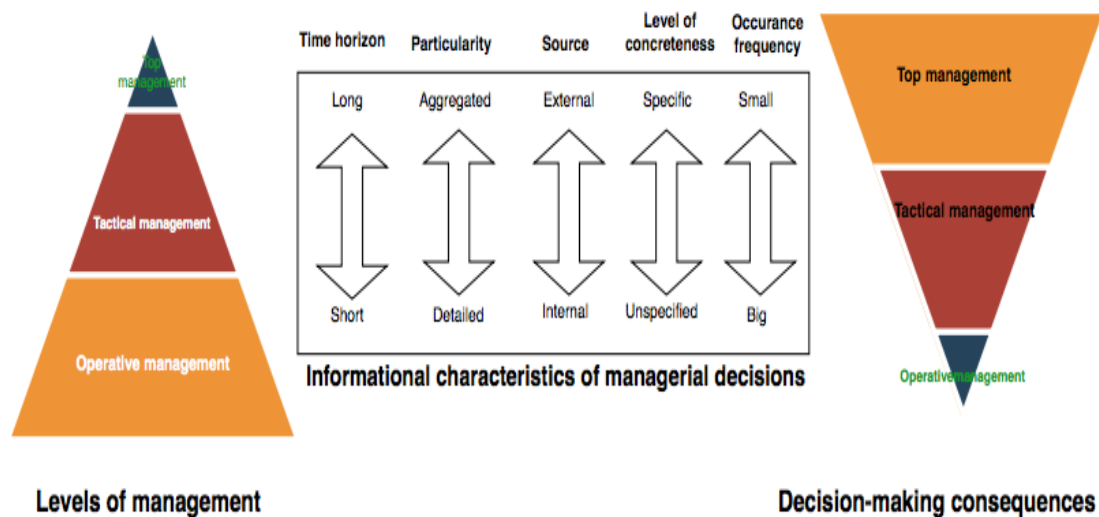 Time horizon
Particularity
Source
Level of
concreteness
Occurance
frequency
Top
management
Tactical management
Operative management
Long
Aggregated
External
Specific
Small
Short
Detailed
Internal
Unspecified
Big
Informational characteristics of managerial decisions
Top management
Tactical management
Operativemanagement
Levels of management
Decision-making consequences